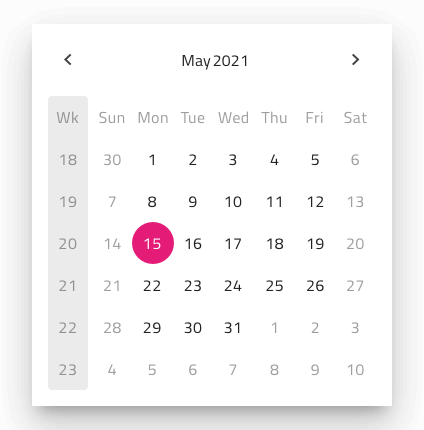 May 2021
Wk Sun Mon Tue Wed Thu Fri Sat
18 30 1 2 3 4 5 6
19 7 8 9 10 11 12 13
20 14 15 16 17 18 19 20
21 21 22 23 24 25 26 27
22 28 29 30 31 1 2 3
23 4 5 6 7 8 9 10